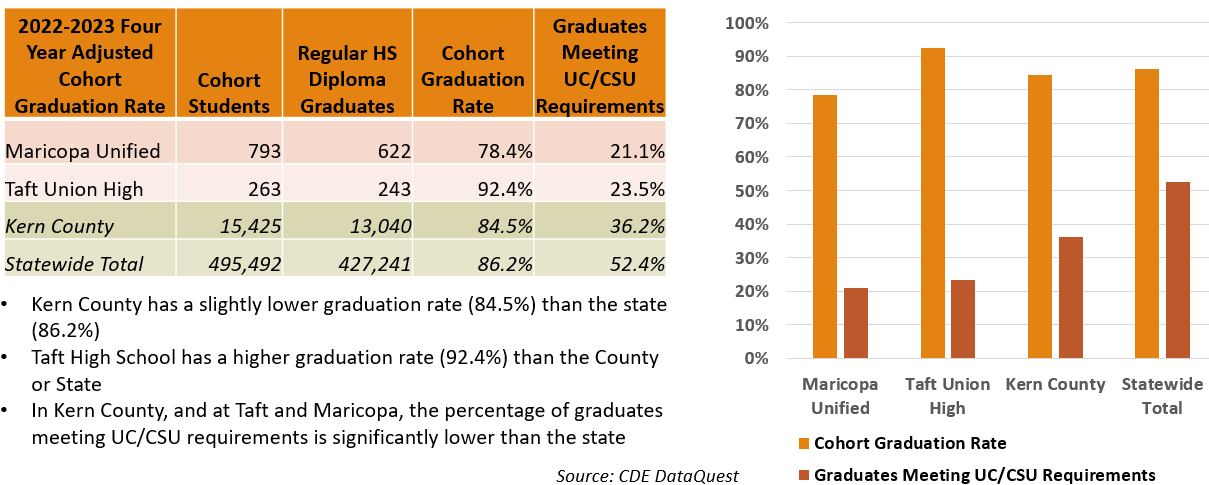 2022-2023 Four
Year Adjusted
Cohort
Graduation Rate
Cohort
Students
Regular HS
Diploma
Graduates
Cohort
Graduation
Rate
Graduates
Meeting
UC/CSU
Requirements
Maricopa Unified 793 622 78.4% 21.1%
Taft Union High 263 243 92.4% 23.5%
Kern County 15,425 13,040 84.5% 36.2%
Statewide Total 495,492 427,241 86.2% 52.4%
• Kern County has a slightly lower graduation rate (84.5%) than the state
(86.2%)
• Taft High School has a higher graduation rate (92.4%) than the County
or State
• In Kern County, and at Taft and Maricopa, the percentage of graduates
meeting UC/CSU requirements is significantly lower than the state
Source: CDE DataQuest
100%
90%
80%
70%
60%
50%
40%
30%
20%
10%
0%
Maricopa
Unified
Taft Union
High
Kern County
Statewide
Total
Cohort Graduation Rate
Graduates Meeting UC/CSU Requirements